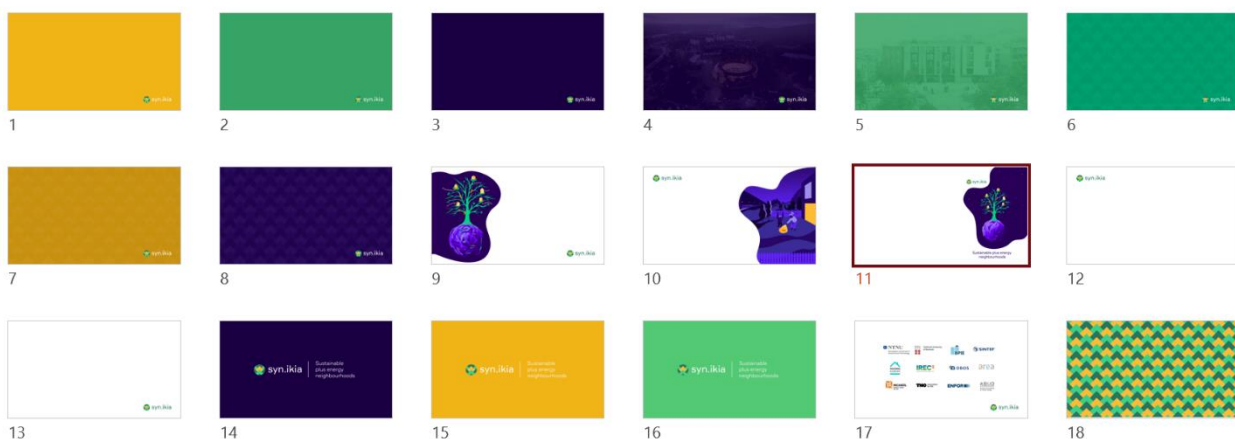 syn.ikia
syn.ikia
syn.ikia
syn.ikia
syn.ikia
syn.ikia
1
2
3
4
5
6
syn.ikia
syn.ikia
syn.ikia
syn.ikia
syn.ikia
Sustainable plus energy
neighbourhoods
syn.ikia
7
8
9
10
11
12
syn.ikia
syn.ikia
Sustainable
plus energy
neighbourhoods
syn.ikia
Sustainable
plus energy
neighbourhoods
syn.ikia
Sustainable
plus energy
neighbourhoods
NTNU
SINTEF
IREC
OBOS
area
TNO
ENFOR
syn.ikia
13
14
15
16
17
18